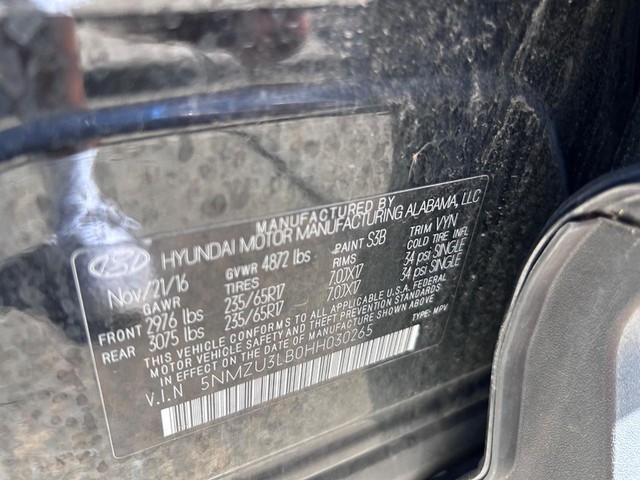 MANUFACTURED BY
HYUNDAI MOTOR MANUFACTURING ALABAMA, LLC
Nov/21/16 GVWR 4872 lbs PAINT S3B TRIM VYN
GAWR TIRES RIMS COLD TIRE INFL
FRONT 2976 lbs 235/65R17 7.0JX17 34 psi SINGLE
REAR 3075 lbs 235/65R17 7.0JX17 34 psi SINGLE
THIS VEHICLE CONFORMS TO ALL APPLICABLE U.S.A. FEDERAL
MOTOR VEHICLE SAFETY AND THEFT PREVENTION STANDARDS
IN EFFECT ON THE DATE OF MANUFACTURE SHOWN ABOVE
V.I.N 5NMZU3LB0HH030265 TYPE: MPV